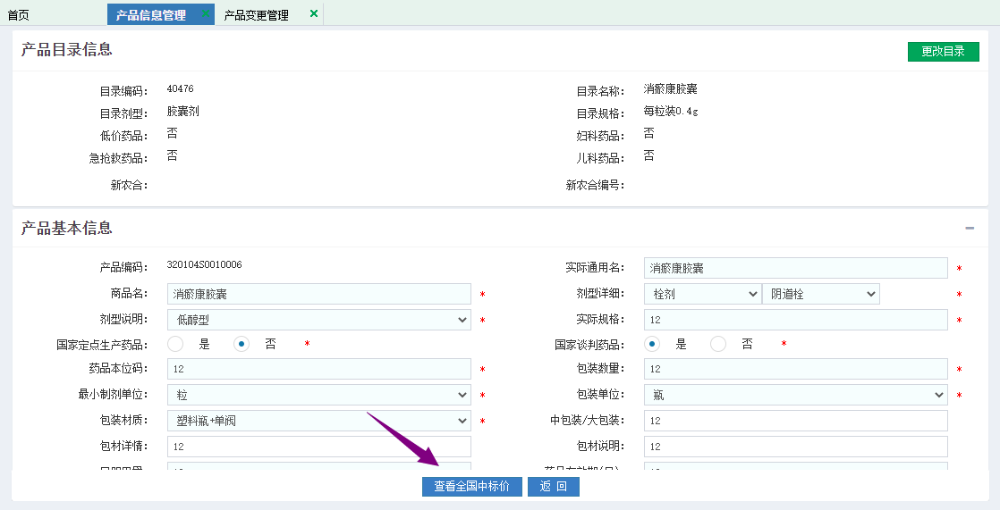 首页 产品信息管理 × 产品变更管理 ×
产品目录信息 更改目录
目录编码： 40476 目录名称： 消瘀康胶囊
目录剂型： 胶囊剂 目录规格： 每粒装0.4g
低价药品： 否 妇科药品： 否
急抢救药品： 否 儿科药品： 否
新农合： 新农合编号：
产品基本信息
产品编码： 320104S0010006 实际通用名： 消瘀康胶囊 *
商品名： 消瘀康胶囊 * 剂型详细： 栓剂 阴道栓 *
剂型说明： 低醇型 * 实际规格： 12 *
国家定点生产药品： 是 否 * 国家谈判药品： 是 否 *
药品本位码： 12 * 包装数量： 12 *
最小制剂单位： 粒 * 包装单位： 瓶 *
包装材质： 塑料瓶+单阀 * 中包装/大包装： 12
包材详情： 12 包材说明： 12
查看全国中标价 返 回